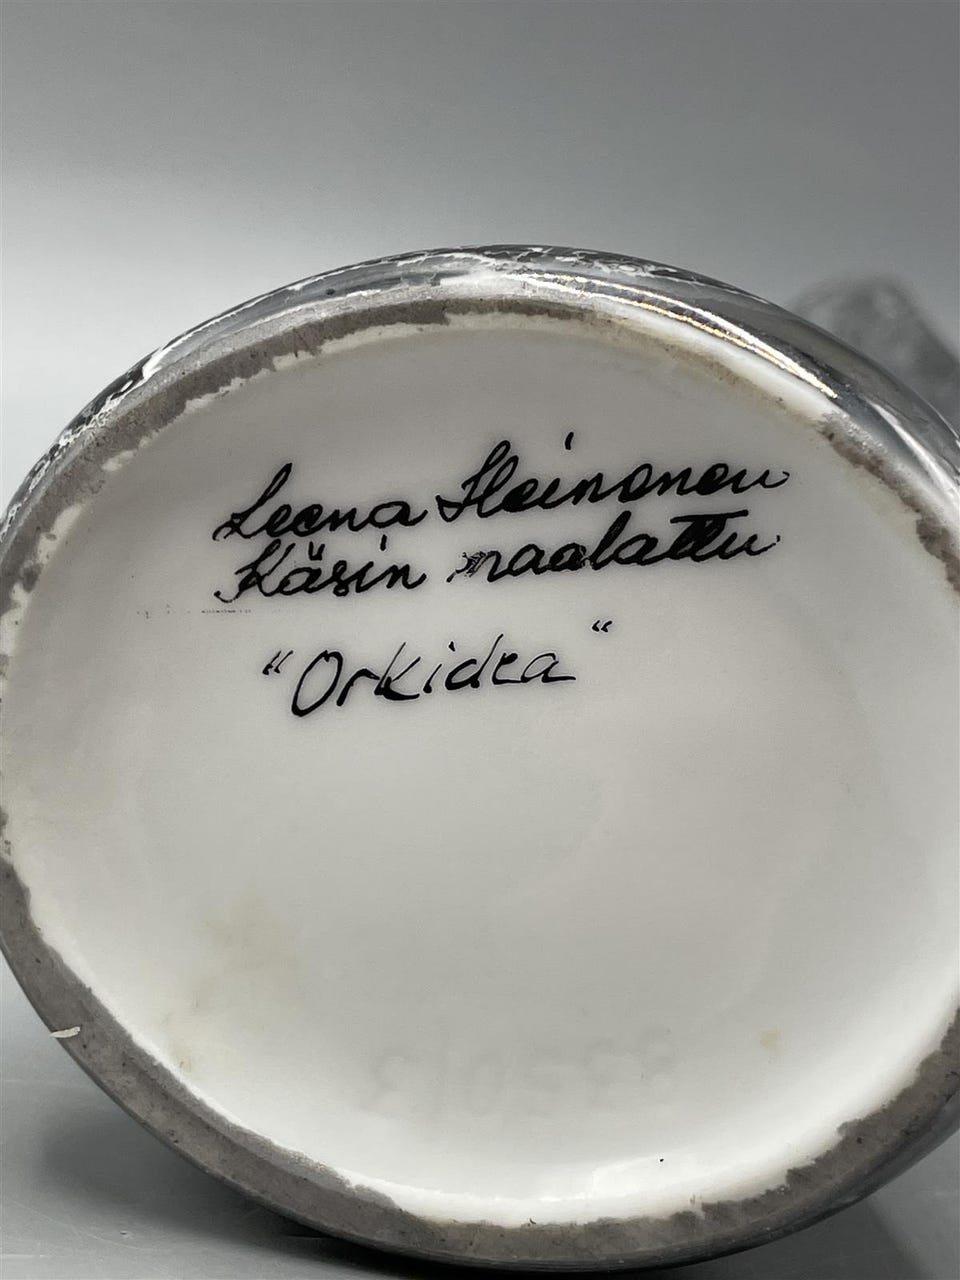 Leena Heinonen
Käsin maalattu
"Orkidea"